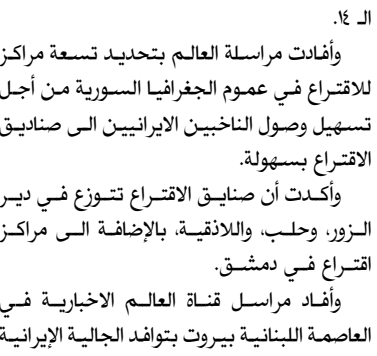 الـ ١٤.
وأفادت مراسلة العالم بتحديد تسعة مراكز
للاقتراع في عموم الجغرافيا السورية من أجل
تسهيل وصول الناخبين الايرانيين الى صناديق
الاقتراع بسهولة.
وأكدت أن صنايق الاقتراع تتوزع في دير
الزور، وحلب، واللاذقية، بالإضافة الى مراكز
اقتراع في دمشق.
وأفاد مراسل قناة العالم الاخبارية في
العاصمة اللبنانية بيروت بتوافد الجالية الإيرانية